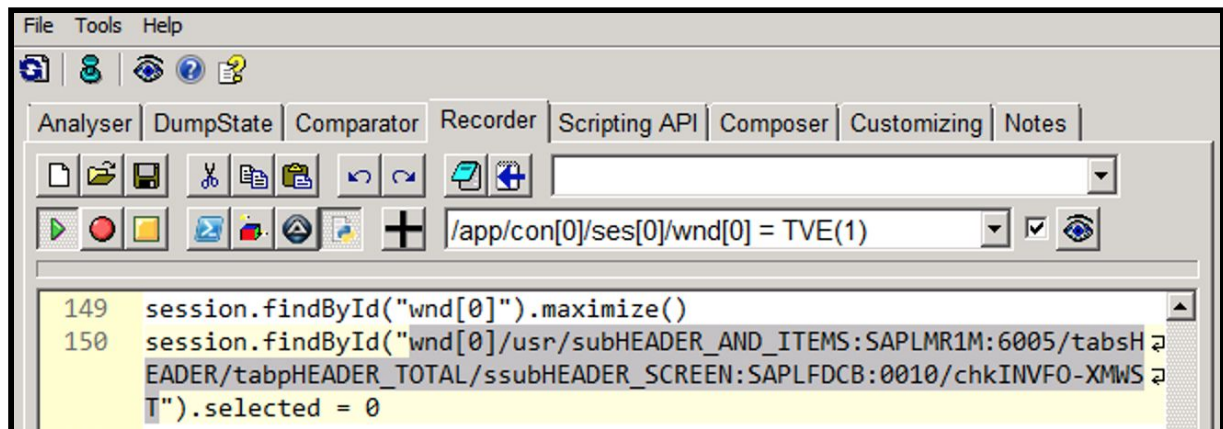 File Tools Help
Analyser DumpState Comparator Recorder Scripting API Composer Customizing Notes
/app/con[0]/ses[0]/wnd[0] = TVE(1)
149 session.findById("wnd[0]").maximize()
150 session.findById("wnd[0]/usr/subHEADER_AND_ITEMS:SAPLMR1M:6005/tabsH
EADER/tabpHEADER_TOTAL/ssubHEADER_SCREEN:SAPLFDCB:0010/chkINVFO-XMWS
T").selected = 0